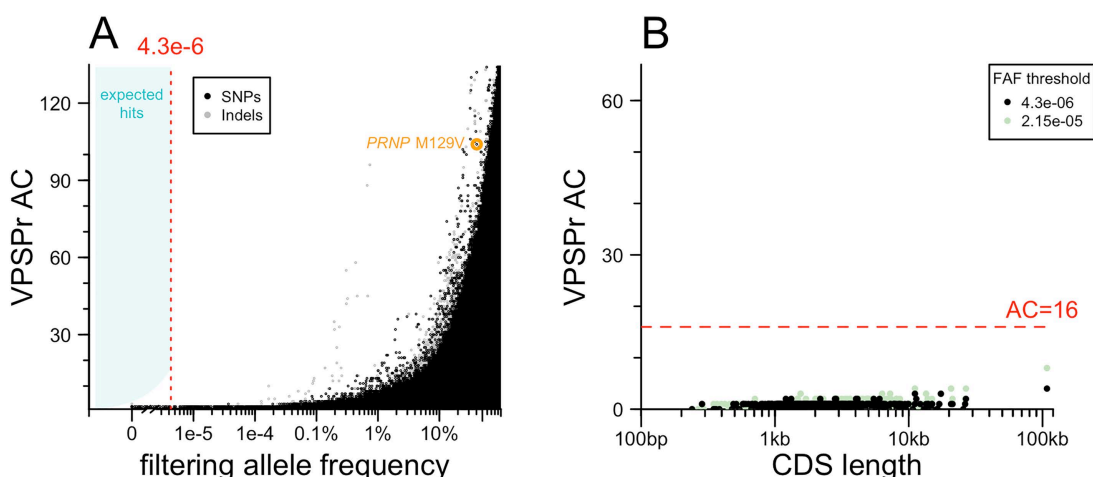 A
4.3e-6
expected
hits
SNPs
Indels
PRNP M129V
120
90
60
30
VPSPr AC
0
1e-5
1e-4
0.1%
1%
10%
filtering allele frequency
B
FAF threshold
4.3e-06
2.15e-05
60
30
0
VPSPr AC
AC=16
100bp
1kb
10kb
100kb
CDS length